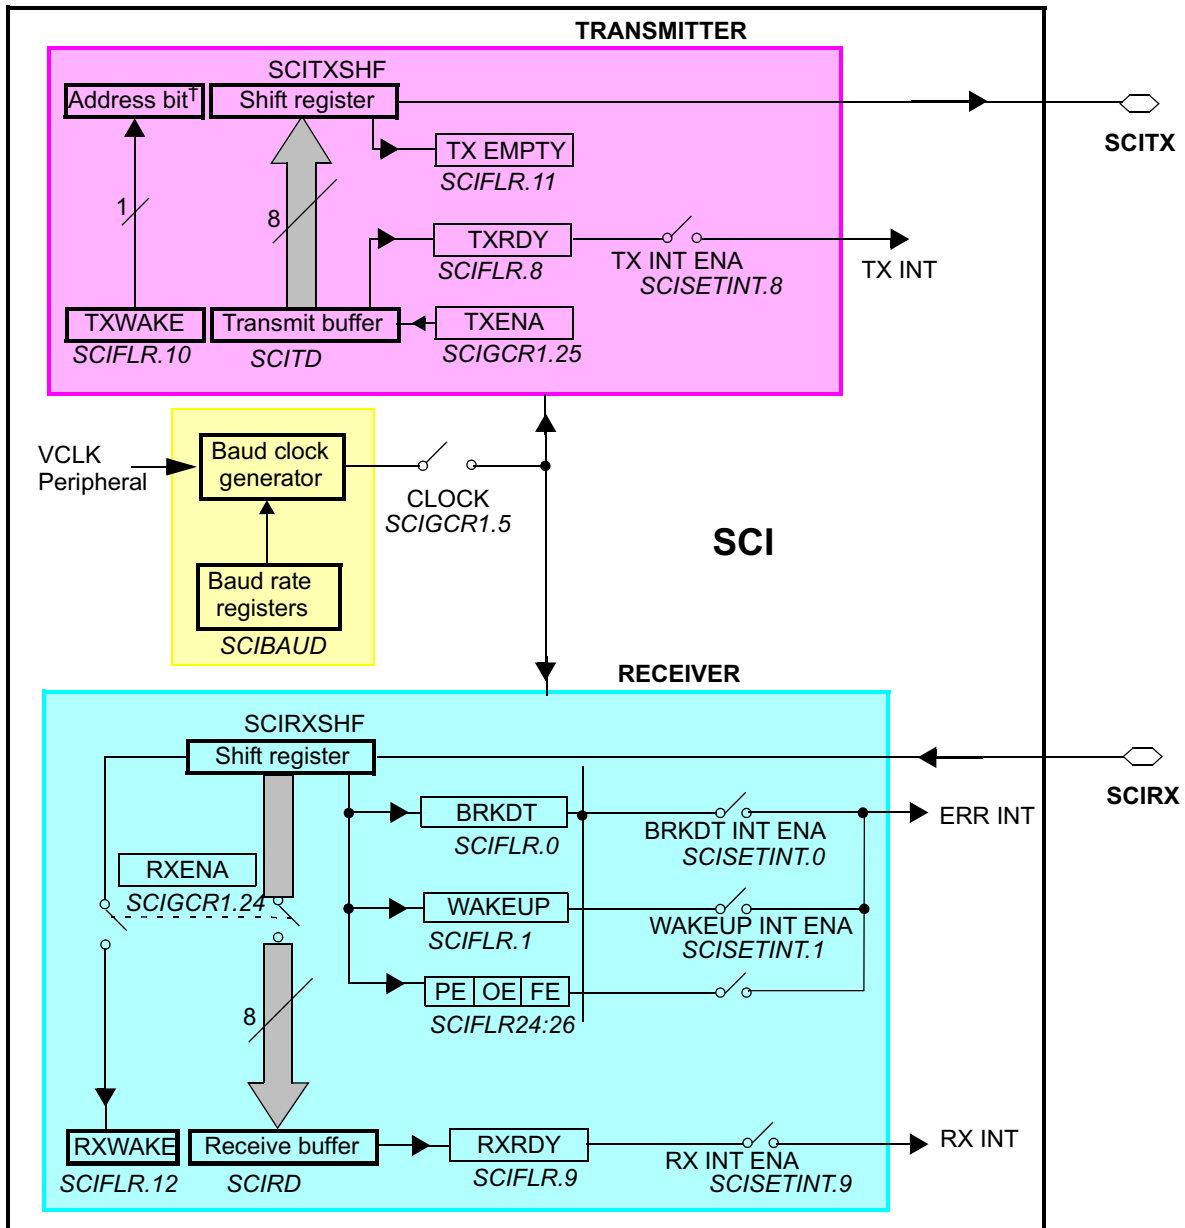 TRANSMITTER
SCITXSHF
Address bit†
Shift register
SCITX
TX EMPTY
SCIFLR.11
1
8
TXRDY
SCIFLR.8
TX INT ENA
SCISETINT.8
TX INT
TXWAKE
SCIFLR.10
Transmit buffer
SCITD
TXENA
SCIGCR1.25
VCLK
Peripheral
Baud clock
generator
CLOCK
SCIGCR1.5
SCI
Baud rate
registers
SCIBAUD
RECEIVER
SCIRXSHF
Shift register
SCIRX
BRKDT
SCIFLR.0
BRKDT INT ENA
SCISETINT.0
ERR INT
RXENA
SCIGCR1.24
WAKEUP
SCIFLR.1
WAKEUP INT ENA
SCISETINT.1
PE OE FE
SCIFLR24:26
8
RXWAKE
SCIFLR.12
Receive buffer
SCIRD
RXRDY
SCIFLR.9
RX INT ENA
SCISETINT.9
RX INT